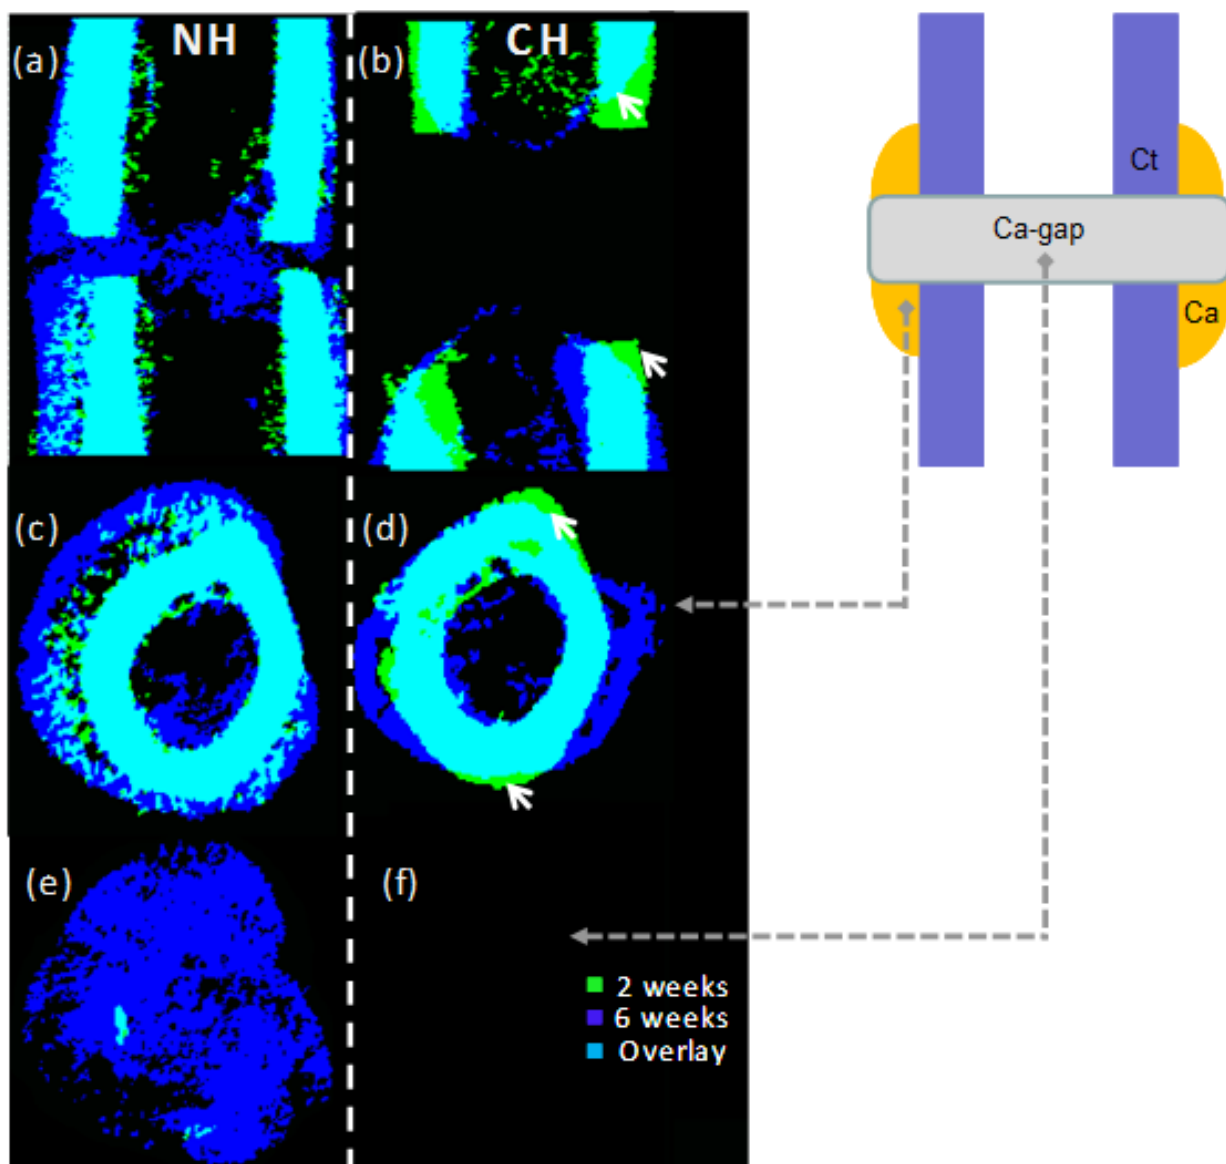 NH
CH
(a)
(b)
Ct
Ca-gap
Ca
(c)
(d)
(e)
(f)
2 weeks
6 weeks
Overlay